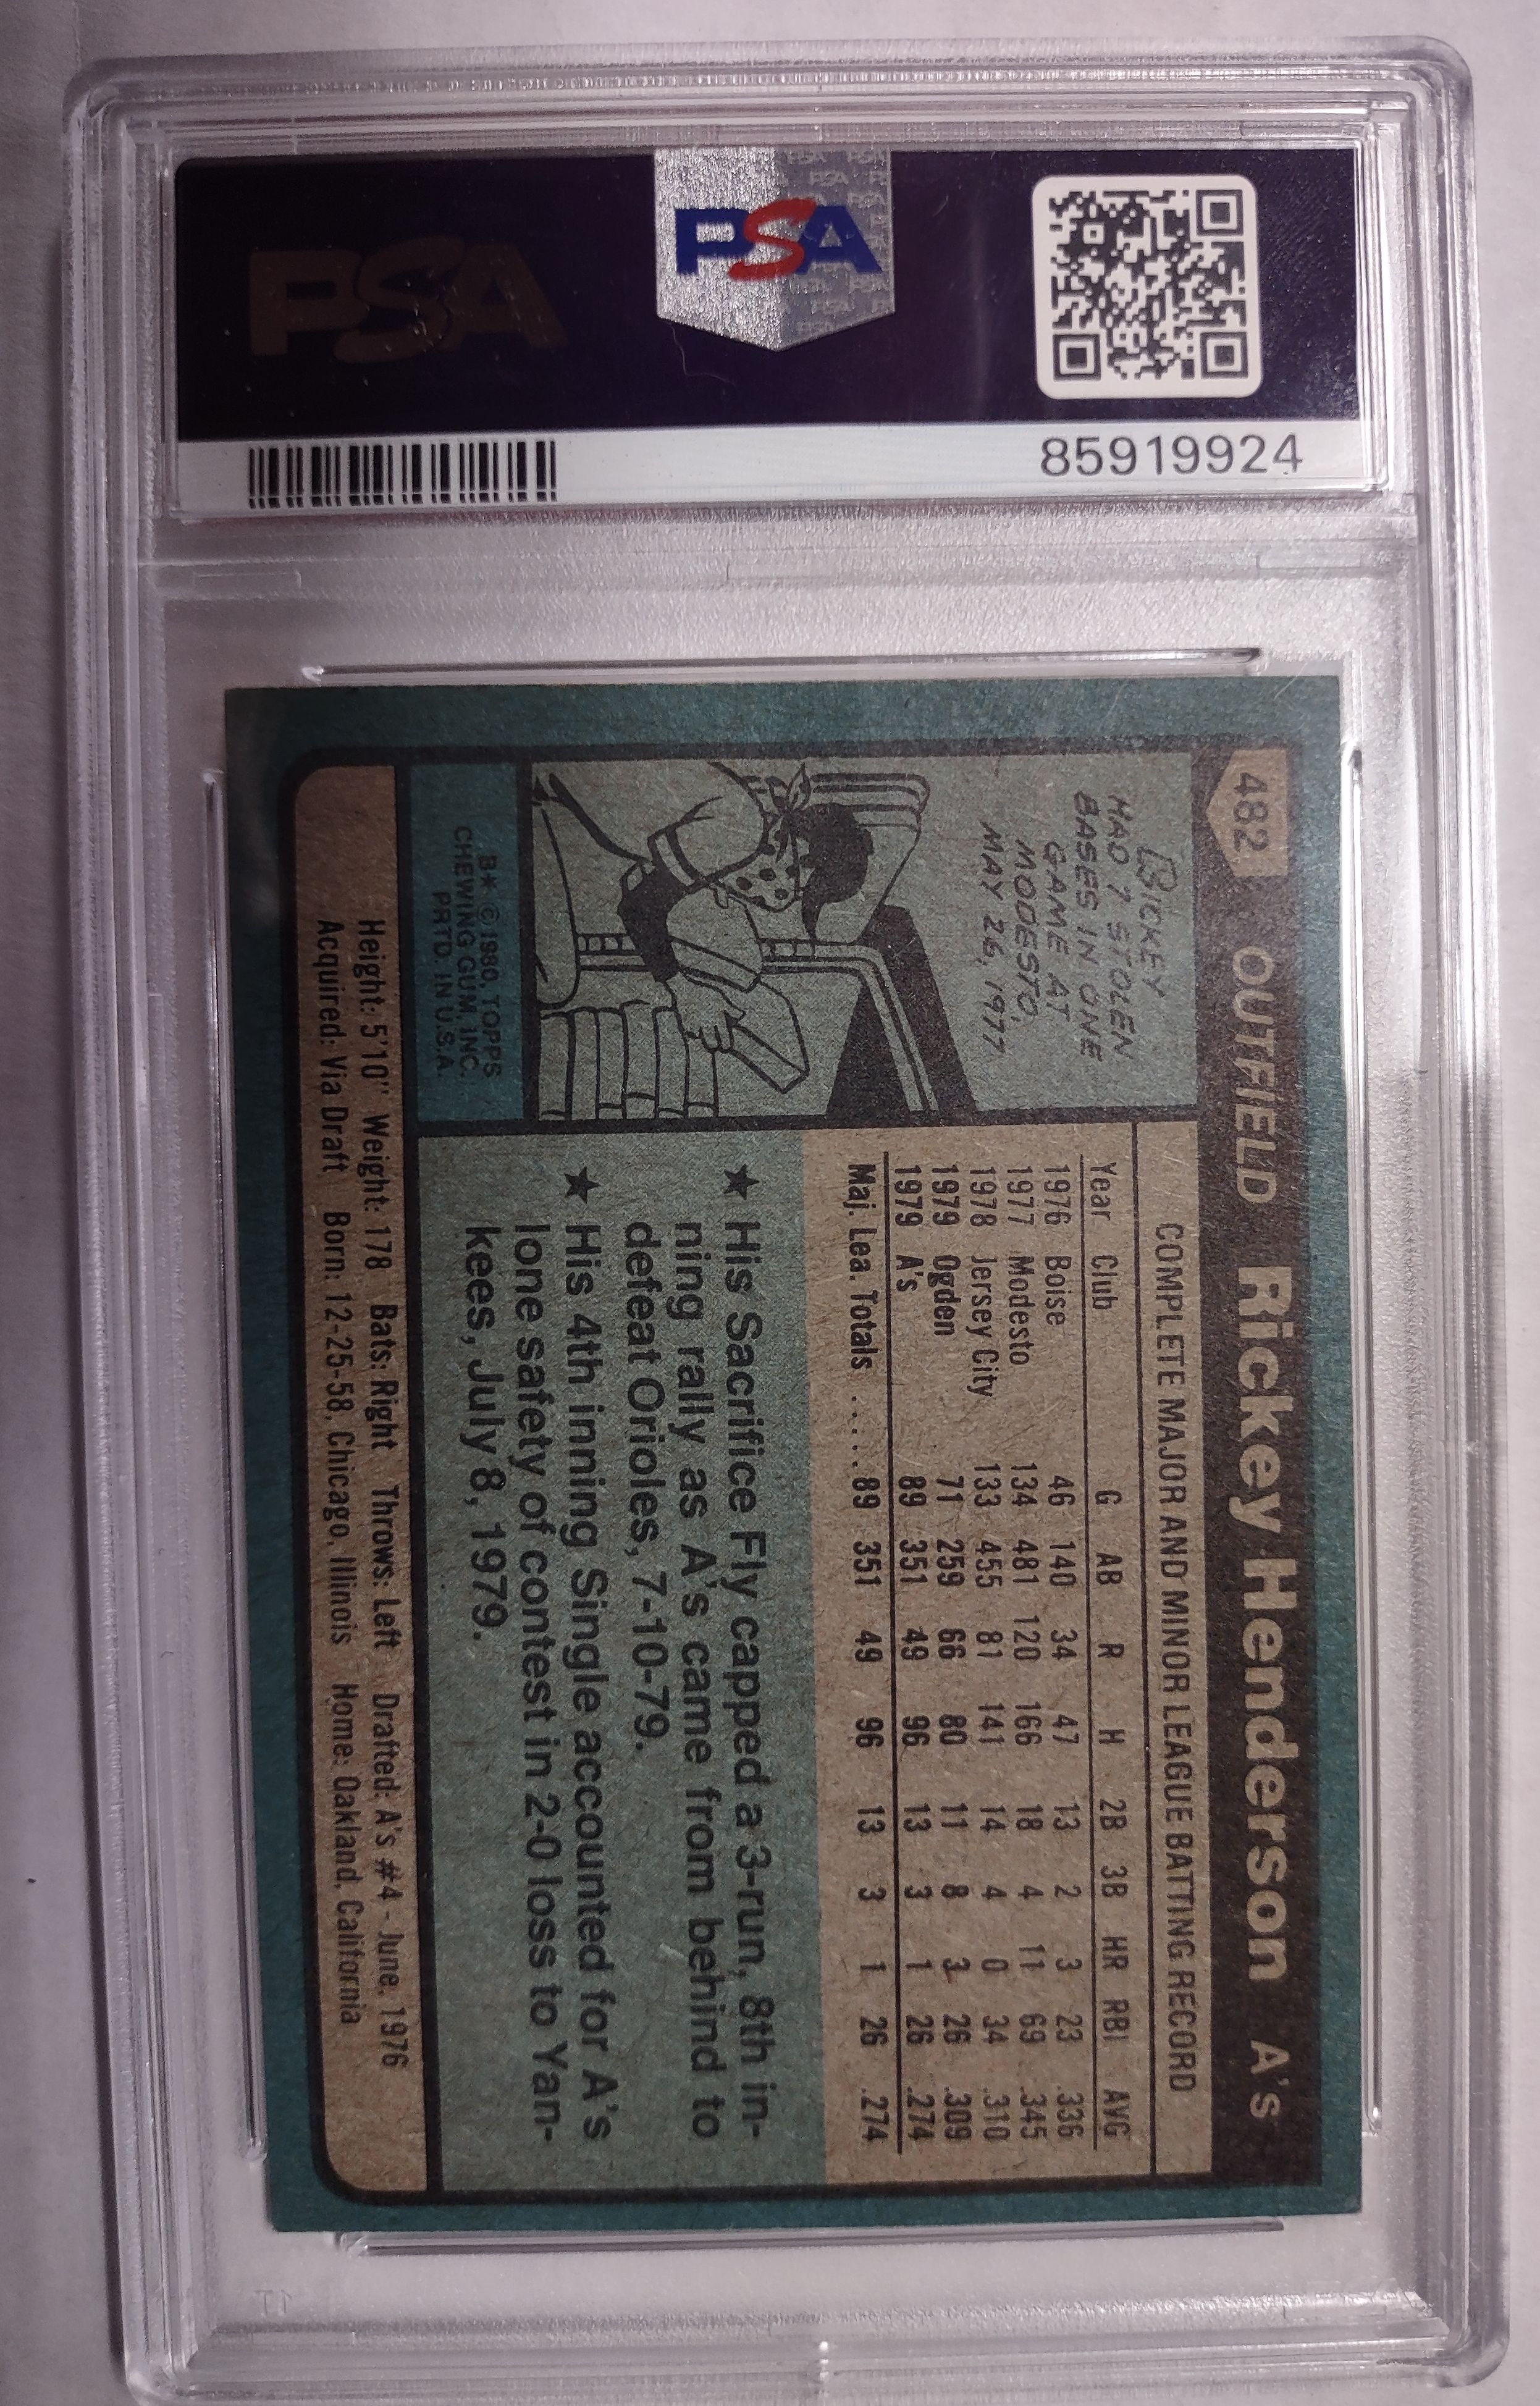 PSA
PSA
85919924
482 OUTFIELD Rickey Henderson A's
RICKEY
HAD 7 STOLEN
BASES IN ONE
GAME AT
MODESTO,
MAY 26, 1977
B* © 1980, TOPPS
CHEWING GUM, INC.
PRTD. IN U.S.A.
COMPLETE MAJOR AND MINOR LEAGUE BATTING RECORD
Year Club G AB R H 2B 3B HR RBI AVG
1976 Boise 46 140 34 47 13 2 3 23 .336
1977 Modesto 134 481 120 166 18 4 11 69 .345
1978 Jersey City 133 455 81 141 14 4 0 34 .310
1979 Ogden 71 259 66 80 11 8 3 26 .309
1979 A's 89 351 49 96 13 3 1 26 .274
Maj. Lea. Totals .....89 351 49 96 13 3 1 26 .274
★ His Sacrifice Fly capped a 3-run, 8th in-
ning rally as A's came from behind to
defeat Orioles, 7-10-79.
★ His 4th inning Single accounted for A's
lone safety of contest in 2-0 loss to Yan-
kees, July 8, 1979.
Height: 5'10" Weight: 178 Bats: Right Throws: Left Drafted: A's #4 - June, 1976
Acquired: Via Draft Born: 12-25-58, Chicago, Illinois Home: Oakland, California